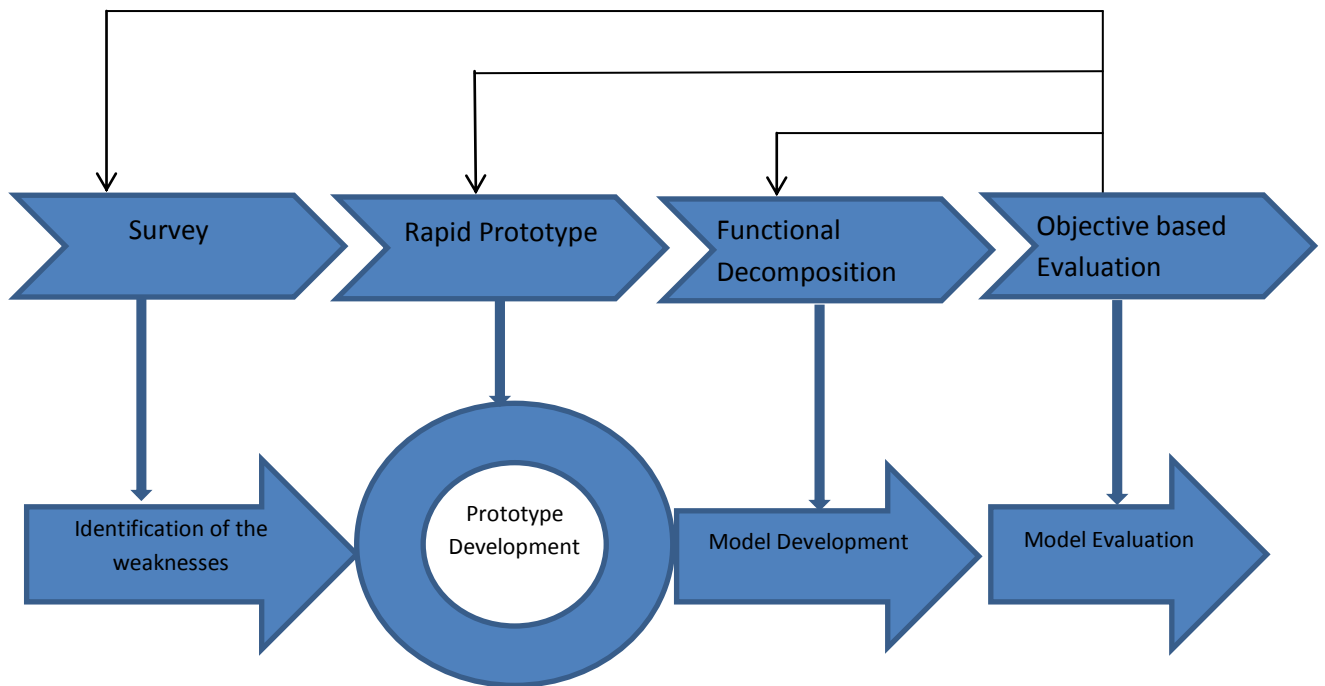 Survey
Rapid Prototype
Functional
Decomposition
Objective based
Evaluation
Identification of the
weaknesses
Prototype
Development
Model Development
Model Evaluation